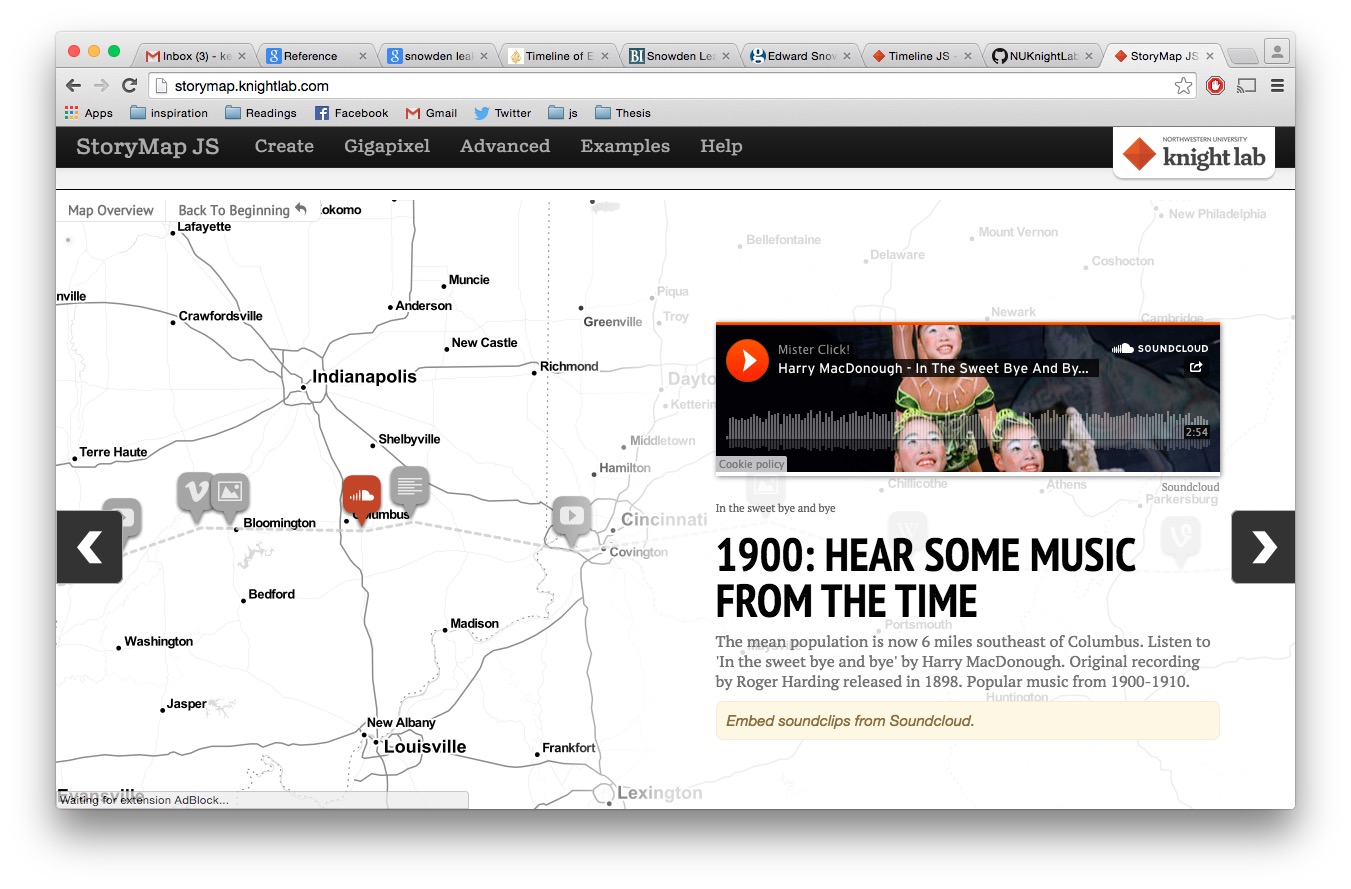 Inbox (3) - ke
Reference
snowden leal
Timeline of E
Snowden Lea
Edward Snow
Timeline JS -
NUKnightLab
StoryMap JS
storymap.knightlab.com
Apps
inspiration
Readings
Facebook
Gmail
Twitter
js
Thesis
StoryMap JS
Create
Gigapixel
Advanced
Examples
Help
NORTHWESTERN UNIVERSITY
knight lab
Map Overview
Back To Beginning
okomo
Lafayette
New Philadelphia
Bellefontaine
Mount Vernon
Delaware
Coshocton
Muncie
Piqua
nville
Anderson
Crawfordsville
Greenville
Troy
Newark
Cambridge
New Castle
Richmond
Indianapolis
Dayto
Ketterin
Shelbyville
Middletown
Terre Haute
Hamilton
Mister Click!
SOUNDCLOUD
Harry MacDonough - In The Sweet Bye And By...
2:54
Cookie policy
Chillicothe
Athens
Soundcloud
Parkersburg
In the sweet bye and bye
Bloomington
umbus
Cincinnati
Covington
1900: HEAR SOME MUSIC
FROM THE TIME
Bedford
Madison
Portsmouth
Washington
The mean population is now 6 miles southeast of Columbus. Listen to
'In the sweet bye and bye' by Harry MacDonough. Original recording
by Roger Harding released in 1898. Popular music from 1900-1910.
Huntington
Embed soundclips from Soundcloud.
Jasper
New Albany
Louisville
Frankfort
Lexington
Evansville
Waiting for extension AdBlock...